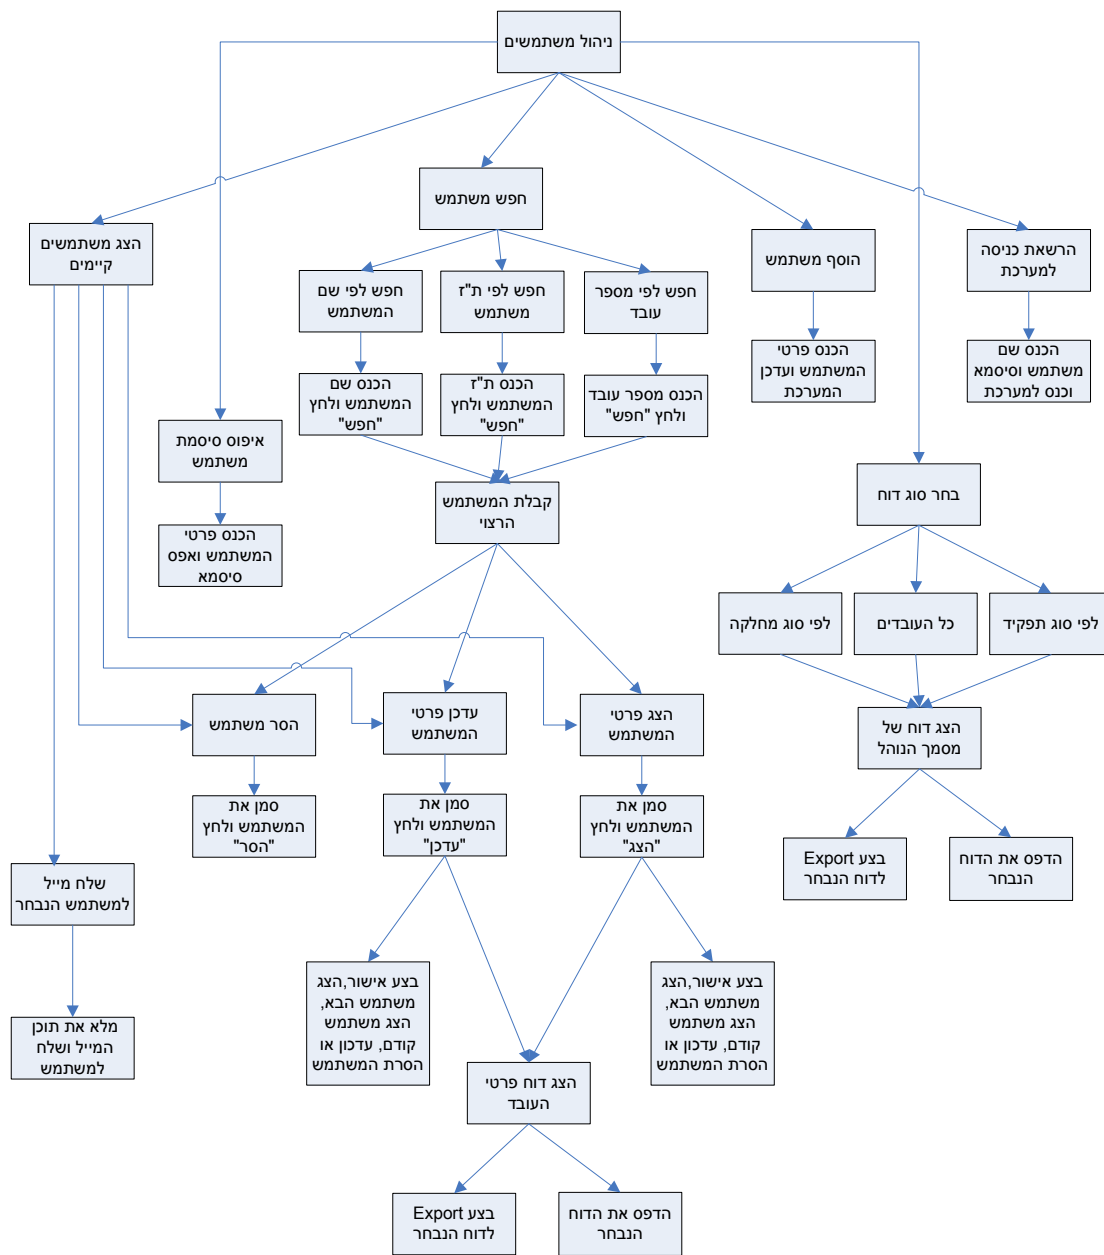 ניהול משתמשים
חפש משתמש
הצג משתמשים
קיימים
הוסף משתמש
הרשאת כניסה
למערכת
חפש לפי שם
המשתמש
חפש לפי ת"ז
משתמש
חפש לפי מספר
עובד
הכנס פרטי
המשתמש ועדכן
המערכת
הכנס שם
משתמש וסיסמא
וכנס למערכת
הכנס שם
המשתמש ולחץ
"חפש"
הכנס ת"ז
המשתמש ולחץ
"חפש"
הכנס מספר עובד
ולחץ "חפש"
איפוס סיסמת
משתמש
קבלת המשתמש
הרצוי
בחר סוג דוח
הכנס פרטי
המשתמש ואפס
סיסמא
לפי סוג מחלקה
כל העובדים
לפי סוג תפקיד
הסר משתמש
עדכן פרטי
המשתמש
הצג פרטי
המשתמש
הצג דוח של
מסמך הנוהל
סמן את
המשתמש ולחץ
"הסר"
סמן את
המשתמש ולחץ
"עדכן"
סמן את
המשתמש ולחץ
"הצג"
בצע Export
לדוח הנבחר
הדפס את הדוח
הנבחר
שלח מייל
למשתמש הנבחר
בצע אישור,הצג
משתמש הבא,
הצג משתמש
קודם, עדכון או
הסרת המשתמש
בצע אישור,הצג
משתמש הבא,
הצג משתמש
קודם, עדכון או
הסרת המשתמש
מלא את תוכן
המייל ושלח
למשתמש
הצג דוח פרטי
העובד
בצע Export
לדוח הנבחר
הדפס את הדוח
הנבחר